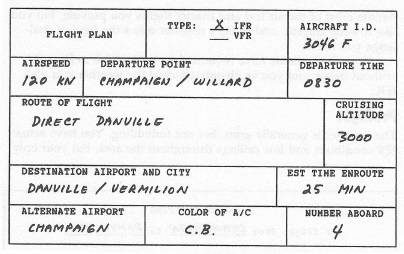 FLIGHT PLAN
TYPE: X IFR
VFR
AIRCRAFT I.D.
3046 F
AIRSPEED
120 KN
DEPARTURE POINT
CHAMPAIGN / WILLARD
DEPARTURE TIME
0830
ROUTE OF FLIGHT
DIRECT DANVILLE
CRUISING
ALTITUDE
3000
DESTINATION AIRPORT AND CITY
DANVILLE / VERMILION
EST TIME ENROUTE
25 MIN
ALTERNATE AIRPORT
CHAMPAIGN
COLOR OF A/C
C.B.
NUMBER ABOARD
4